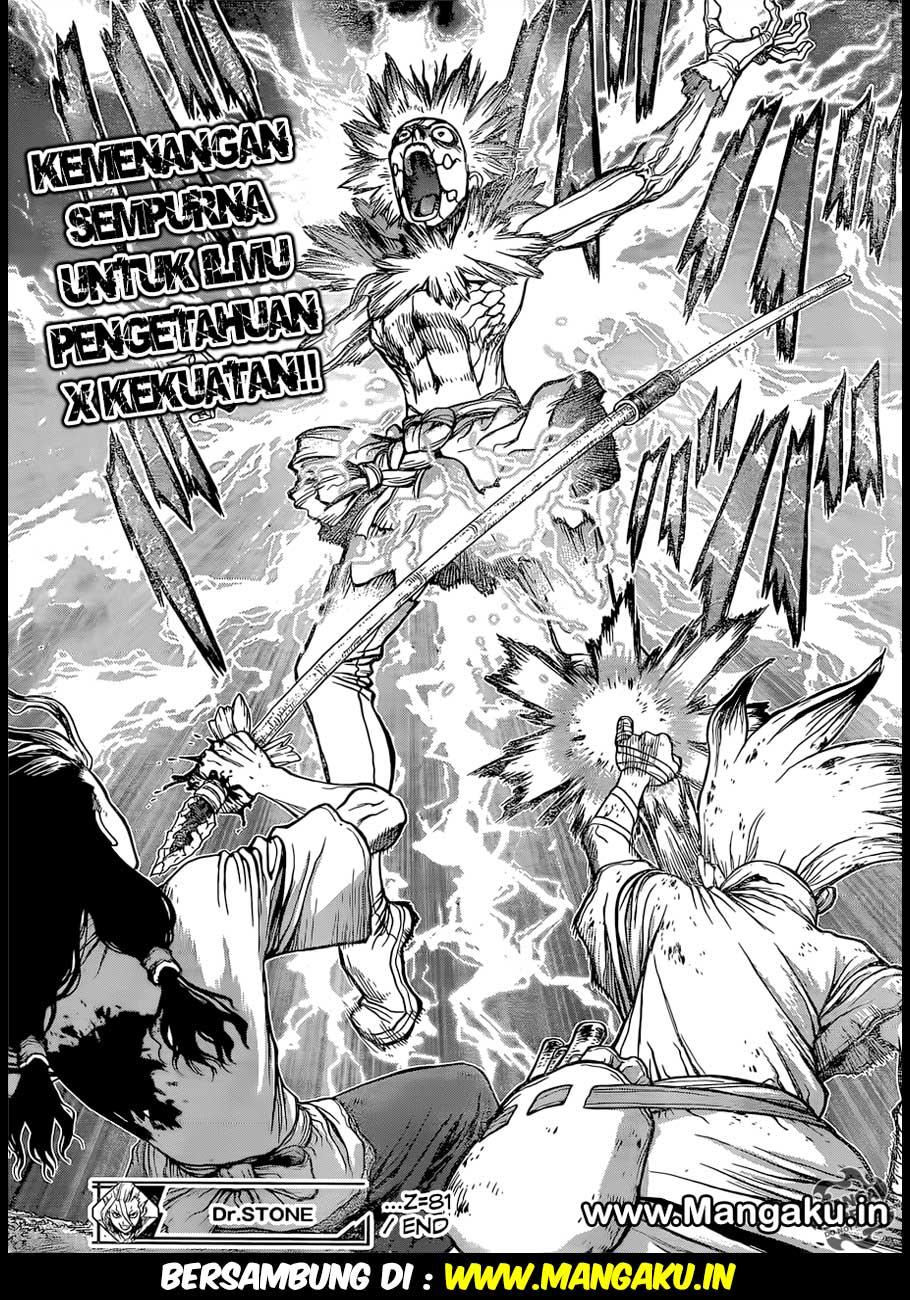 KEMENANGAN
SEMPURNA
UNTUK ILMU
PENGETAHUAN
X KEKUATAN!!
Dr.STONE
...Z=81
/ END
www.Mangaku.in
BERSAMBUNG DI : WWW.MANGAKU.IN